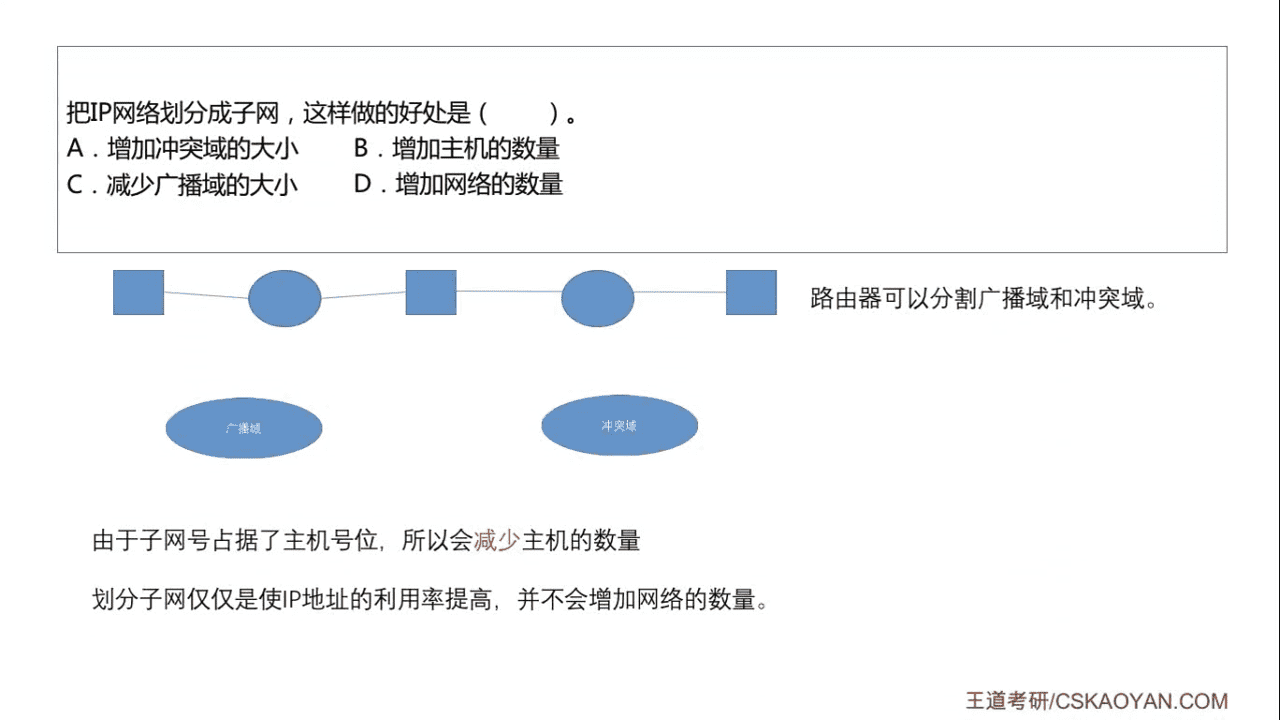 把IP网络划分成子网，这样做的好处是（　　）。
A．增加冲突域的大小　　B．增加主机的数量
C．减少广播域的大小　　D．增加网络的数量
路由器可以分割广播域和冲突域。
广播域　　冲突域
由于子网号占据了主机号位，所以会减少主机的数量
划分子网仅仅是使IP地址的利用率提高，并不会增加网络的数量。
王道考研/CSKAOYAN.COM